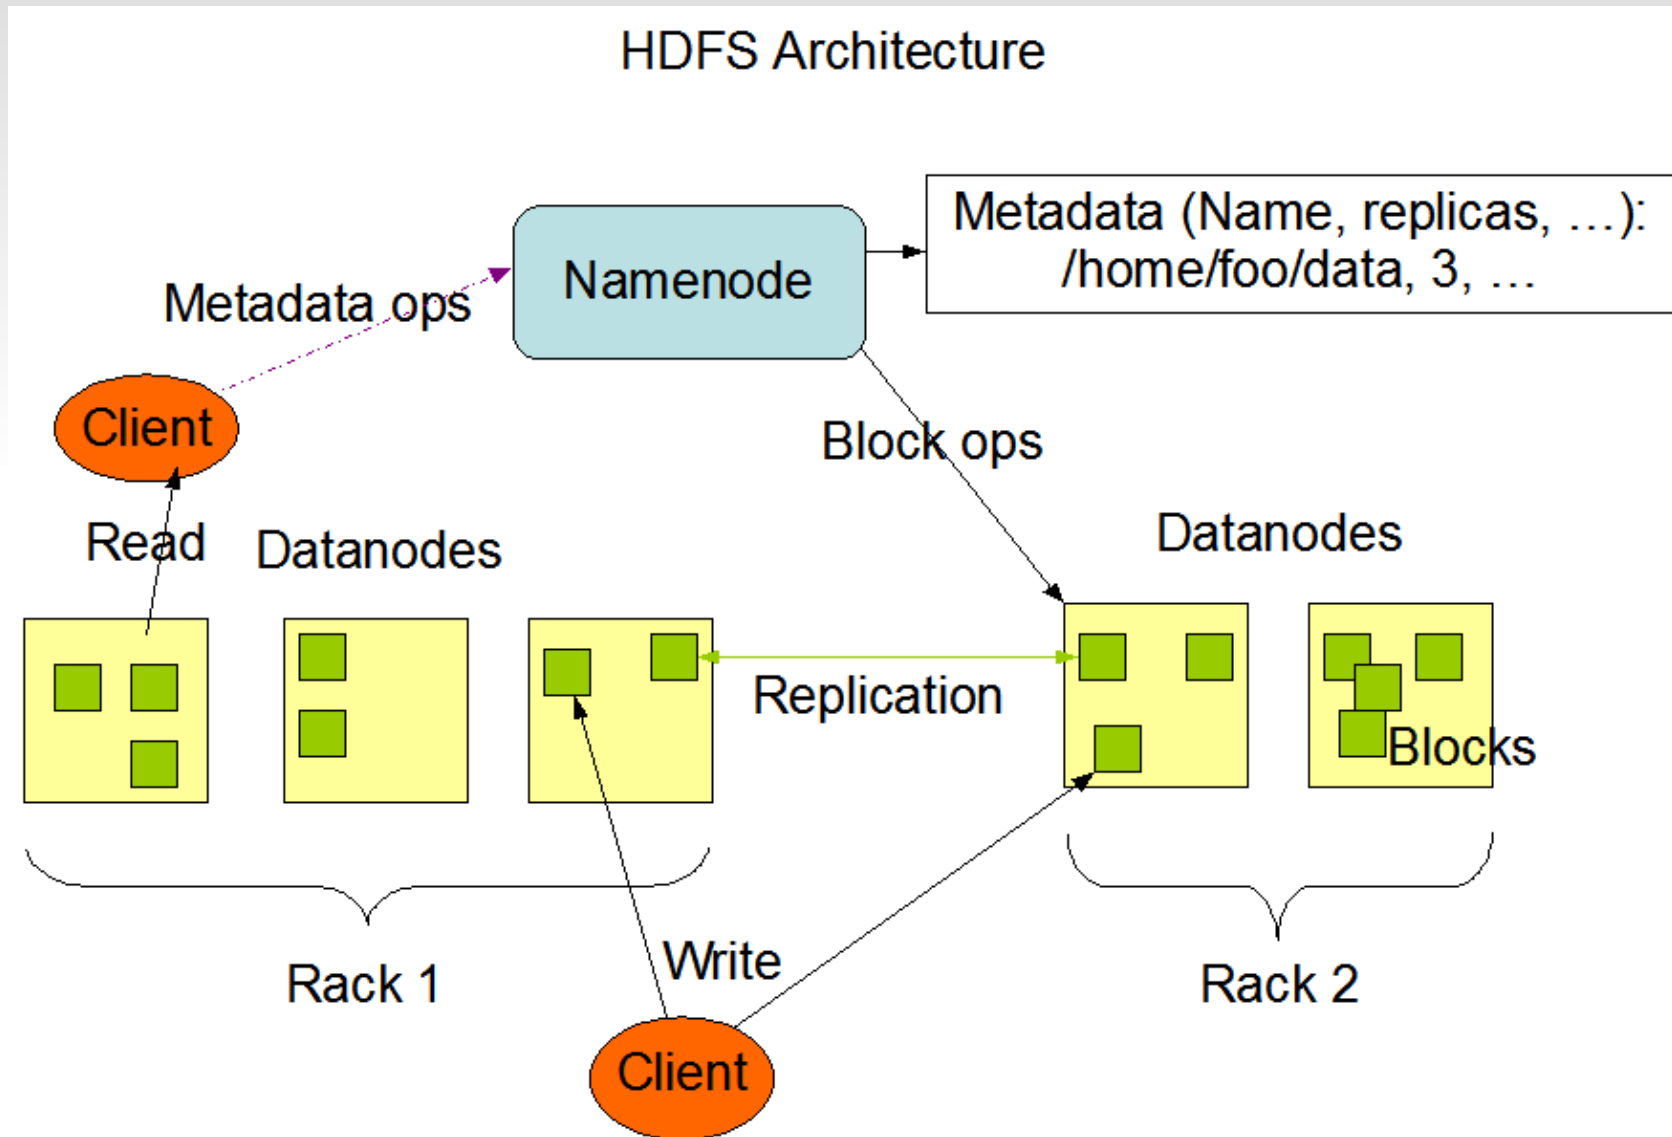 HDFS Architecture
Metadata (Name, replicas, …):
/home/foo/data, 3, …
Namenode
Metadata ops
Client
Block ops
Read
Datanodes
Datanodes
Replication
Blocks
Rack 1
Write
Rack 2
Client